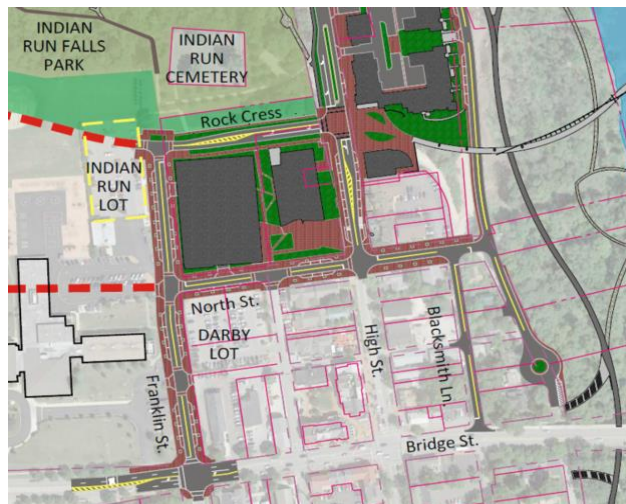 INDIAN
RUN FALLS
PARK
INDIAN
RUN
CEMETERY
Rock Cress
INDIAN
RUN
LOT
North St.
DARBY
LOT
Franklin St.
High St.
Blacksmith Ln.
Bridge St.